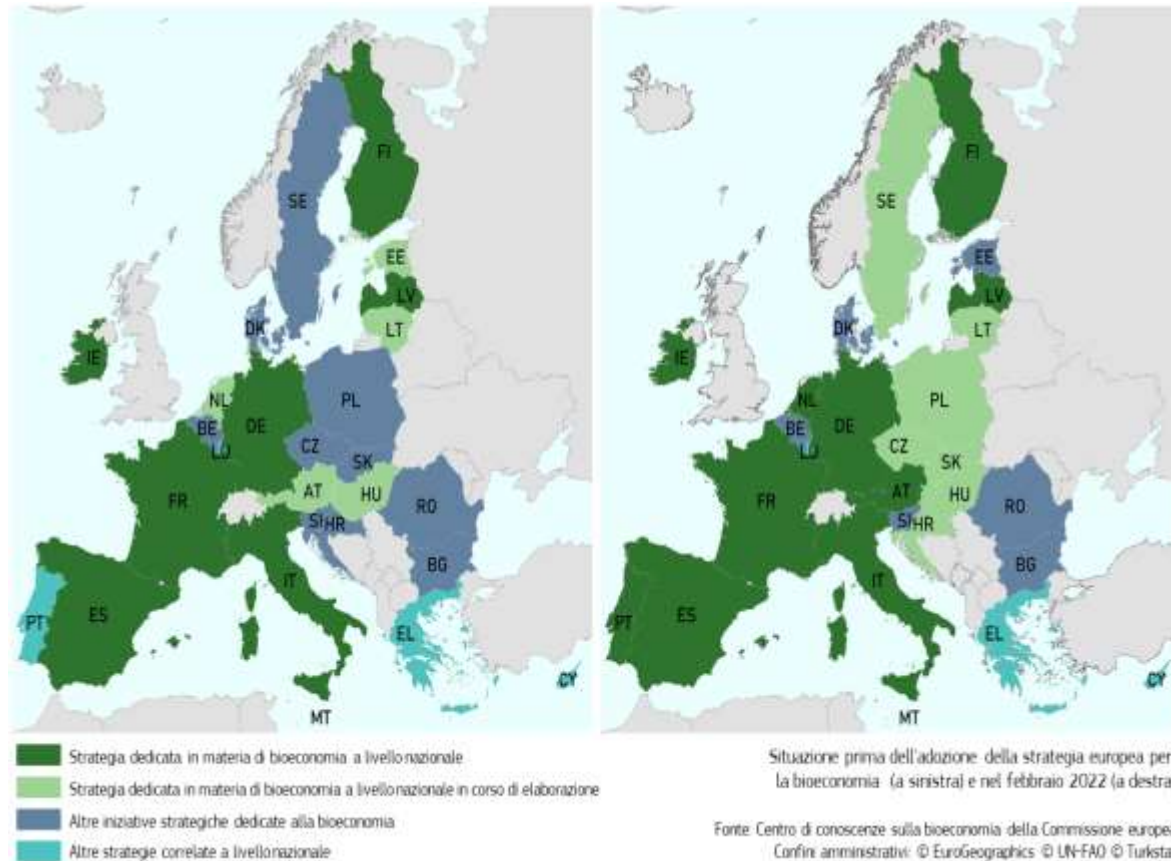 FI
SE
EE
LV
LT
DK
IE
NL
PL
BE
DE
LU
CZ
SK
AT
HU
FR
SI
HR
RO
BG
IT
PT
ES
EL
CY
MT
FI
SE
EE
LV
LT
DK
IE
NL
PL
BE
DE
LU
CZ
SK
AT
HU
FR
SI
HR
RO
BG
IT
PT
ES
EL
CY
MT
Strategia dedicata in materia di bioeconomia a livello nazionale
Strategia dedicata in materia di bioeconomia a livello nazionale in corso di elaborazione
Altre iniziative strategiche dedicate alla bioeconomia
Altre strategie correlate a livello nazionale
Situazione prima dell'adozione della strategia europea per
la bioeconomia (a sinistra) e nel febbraio 2022 (a destra
Fonte: Centro di conoscenze sulla bioeconomia della Commissione europea
Confini amministrativi: © EuroGeographics © UN-FAO © Turksta